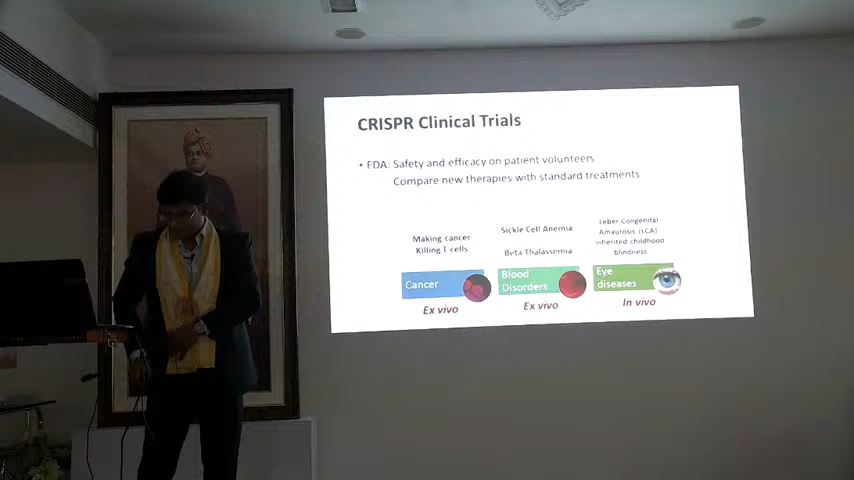 CRISPR Clinical Trials
• FDA: Safety and efficacy on patient volunteers
Compare new therapies with standard treatments
Making cancer
Killing T cells
Cancer
Ex vivo
Sickle Cell Anemia
Beta Thalassemia
Blood
Disorders
Ex vivo
Leber Congenital
Amaurosis (LCA)
inherited childhood
blindness
Eye
diseases
In vivo